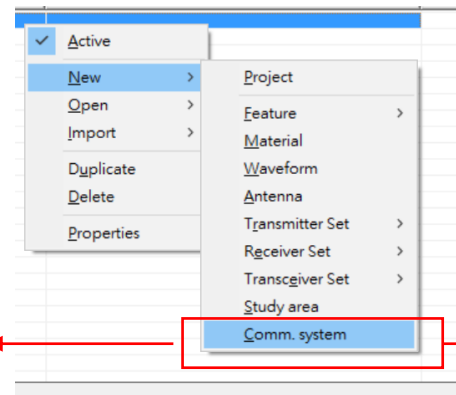 Active
New
Open
Import
Duplicate
Delete
Properties
Project
Feature
Material
Waveform
Antenna
Transmitter Set
Receiver Set
Transceiver Set
Study area
Comm. system